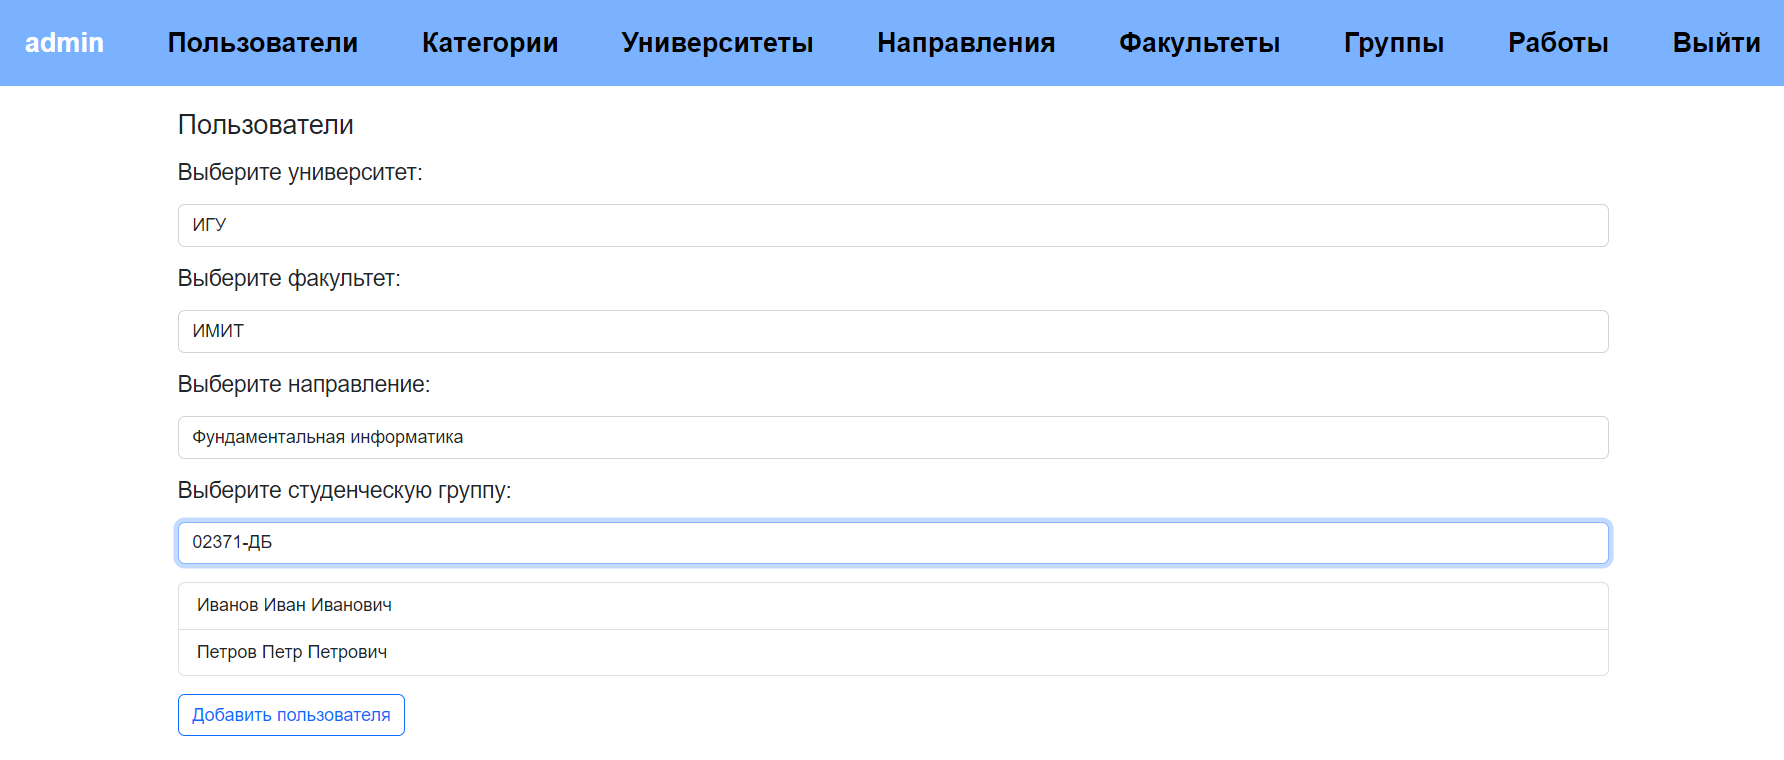 admin Пользователи Категории Университеты Направления Факультеты Группы Работы Выйти
Пользователи
Выберите университет:
ИГУ
Выберите факультет:
ИМИТ
Выберите направление:
Фундаментальная информатика
Выберите студенческую группу:
02371-ДБ
Иванов Иван Иванович
Петров Петр Петрович
Добавить пользователя